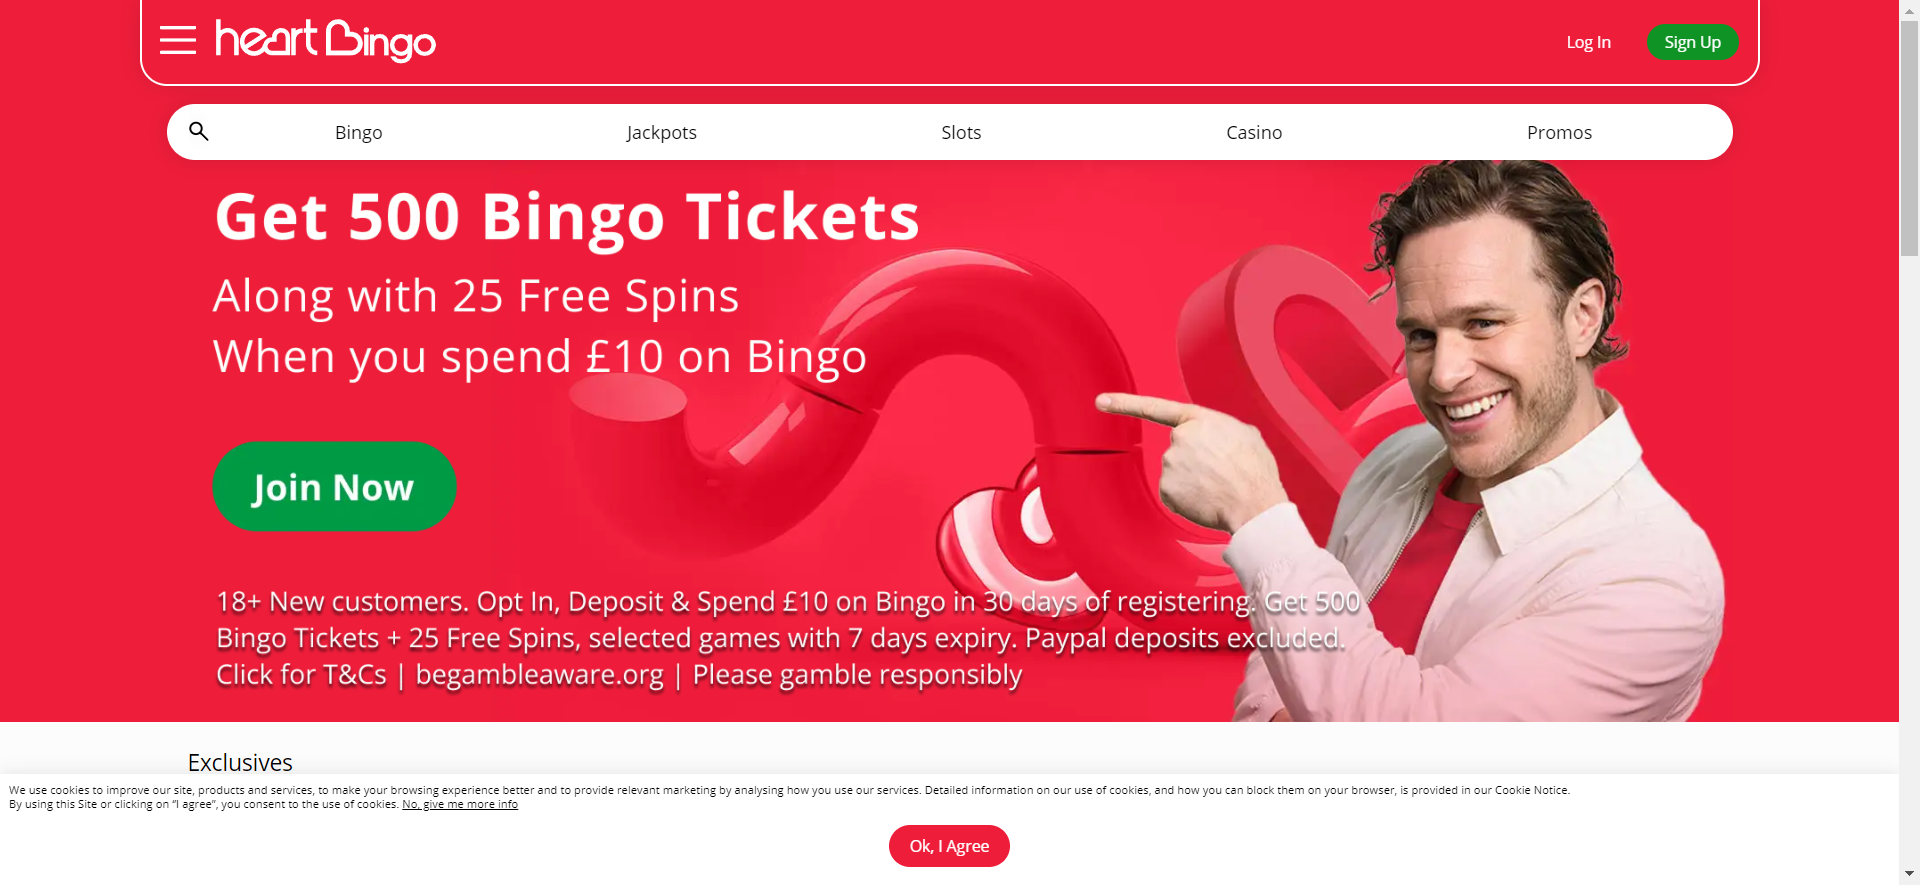 heart Bingo
Log In
Sign Up
Bingo
Jackpots
Slots
Casino
Promos
Get 500 Bingo Tickets
Along with 25 Free Spins
When you spend £10 on Bingo
Join Now
18+ New customers. Opt In, Deposit & Spend £10 on Bingo in 30 days of registering. Get 500
Bingo Tickets + 25 Free Spins, selected games with 7 days expiry. Paypal deposits excluded.
Click for T&Cs | begambleaware.org | Please gamble responsibly
Exclusives
We use cookies to improve our site, products and services, to make your browsing experience better and to provide relevant marketing by analysing how you use our services. Detailed information on our use of cookies, and how you can block them on your browser, is provided in our Cookie Notice.
By using this Site or clicking on “I agree”, you consent to the use of cookies. No, give me more info
Ok, I Agree